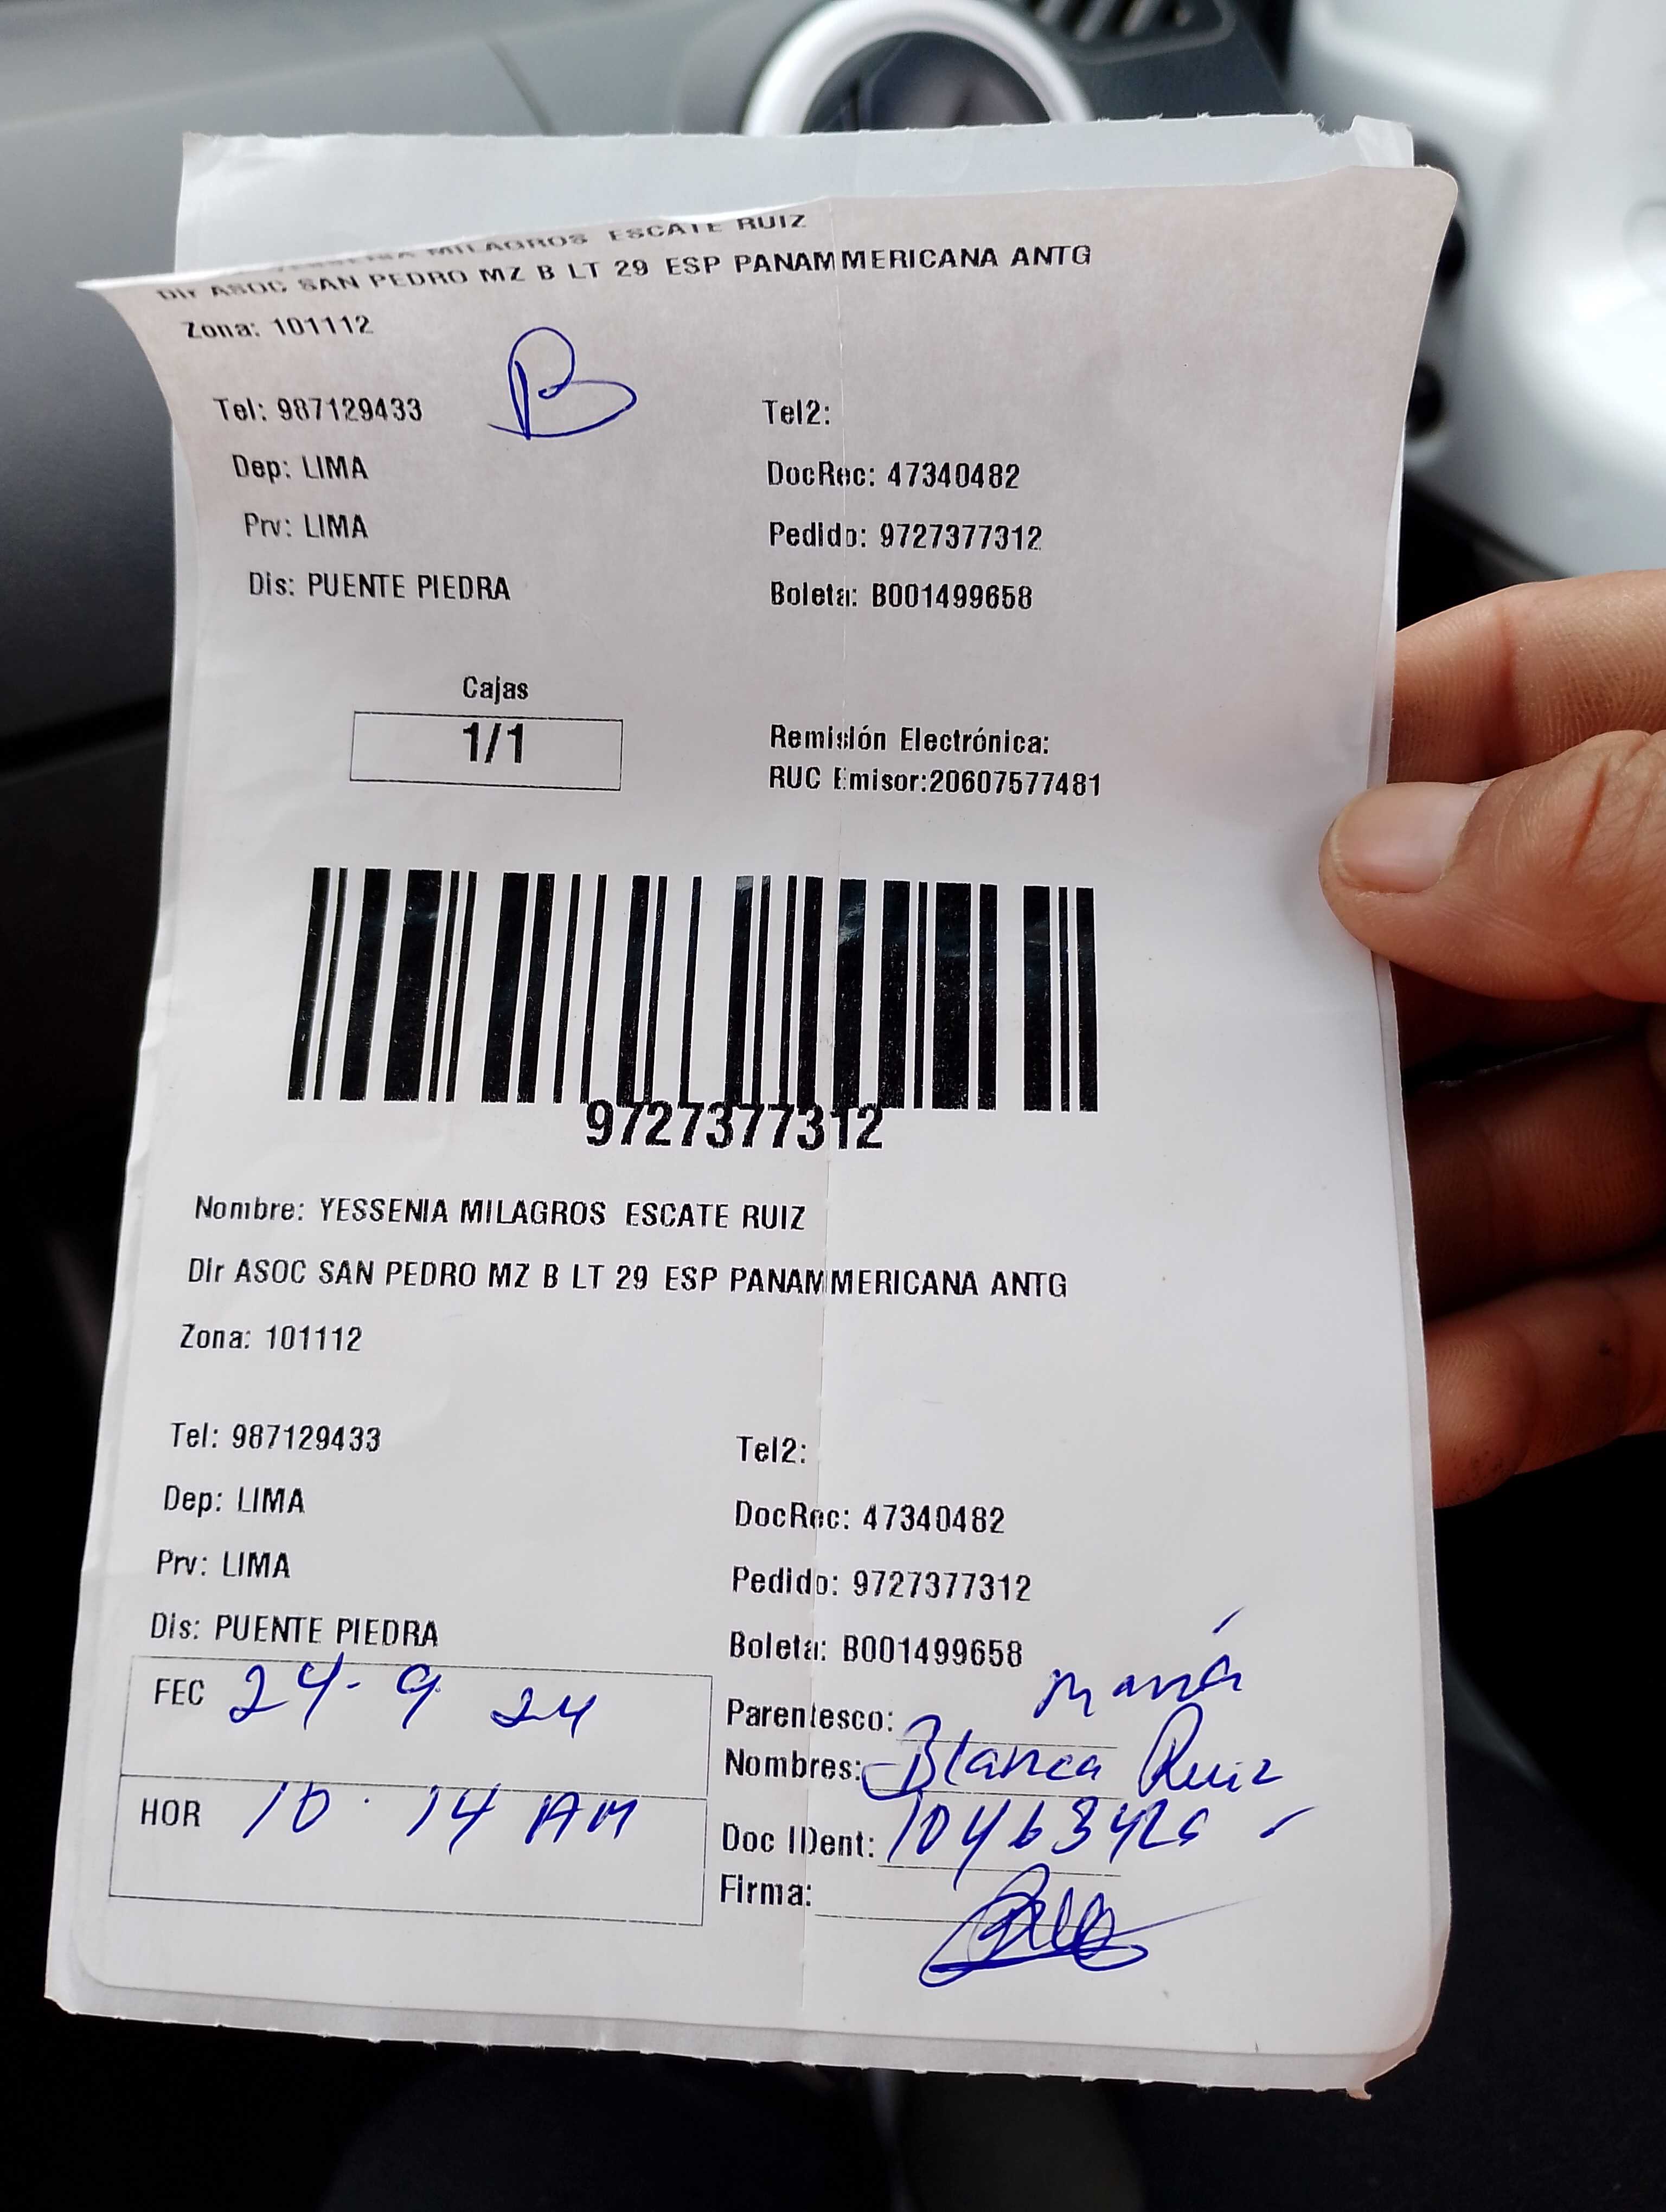 MILAGROS ESCATE RUIZ
Dir ASOC SAN PEDRO MZ B LT 29 ESP PANAMMERICANA ANTG
Zona: 101112
B
Tel: 987129433 Tel2:
Dep: LIMA DocRec: 47340482
Prv: LIMA Pedido: 9727377312
Dis: PUENTE PIEDRA Boleta: B001499658
Cajas
1/1
Remisión Electrónica:
RUC Emisor:20607577481
9727377312
Nombre: YESSENIA MILAGROS ESCATE RUIZ
Dir ASOC SAN PEDRO MZ B LT 29 ESP PANAMMERICANA ANTG
Zona: 101112
Tel: 987129433 Tel2:
Dep: LIMA DocRec: 47340482
Prv: LIMA Pedido: 9727377312
Dis: PUENTE PIEDRA Boleta: B001499658
FEC 24-9 24
Parentesco: mamá
Nombres: Blanca Ruiz
HOR 10·14 AM
Doc IDent:
Firma: